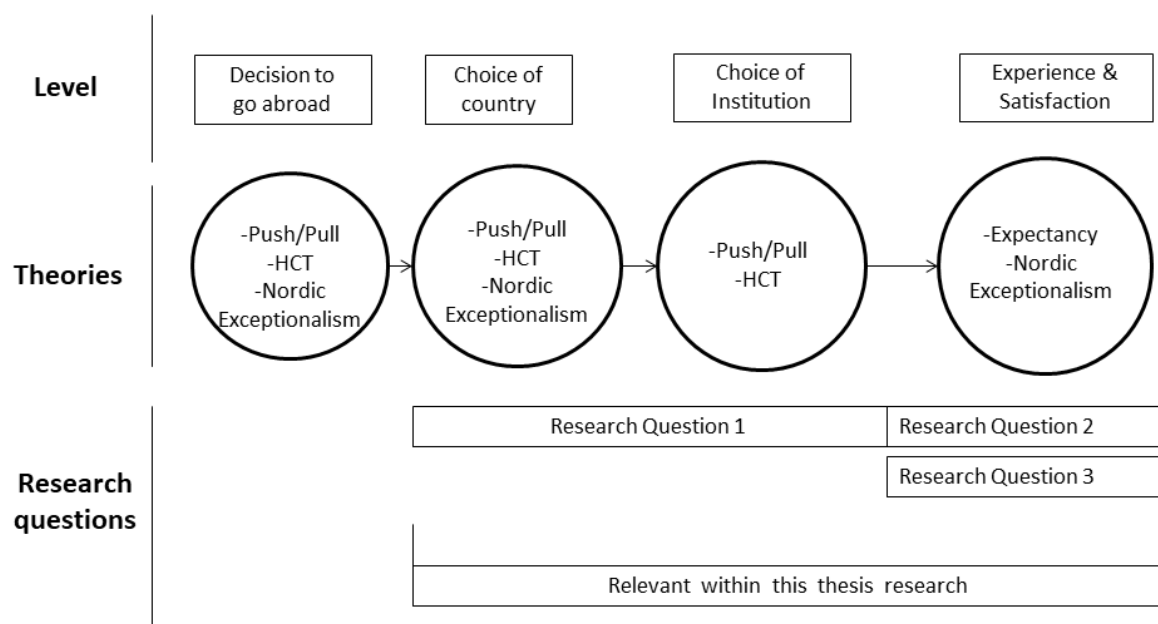 Level
Decision to
go abroad
Choice of
country
Choice of
Institution
Experience &
Satisfaction
Theories
-Push/Pull
-HCT
-Nordic
Exceptionalism
-Push/Pull
-HCT
-Nordic
Exceptionalism
-Push/Pull
-HCT
-Expectancy
-Nordic
Exceptionalism
Research
questions
Research Question 1
Research Question 2
Research Question 3
Relevant within this thesis research